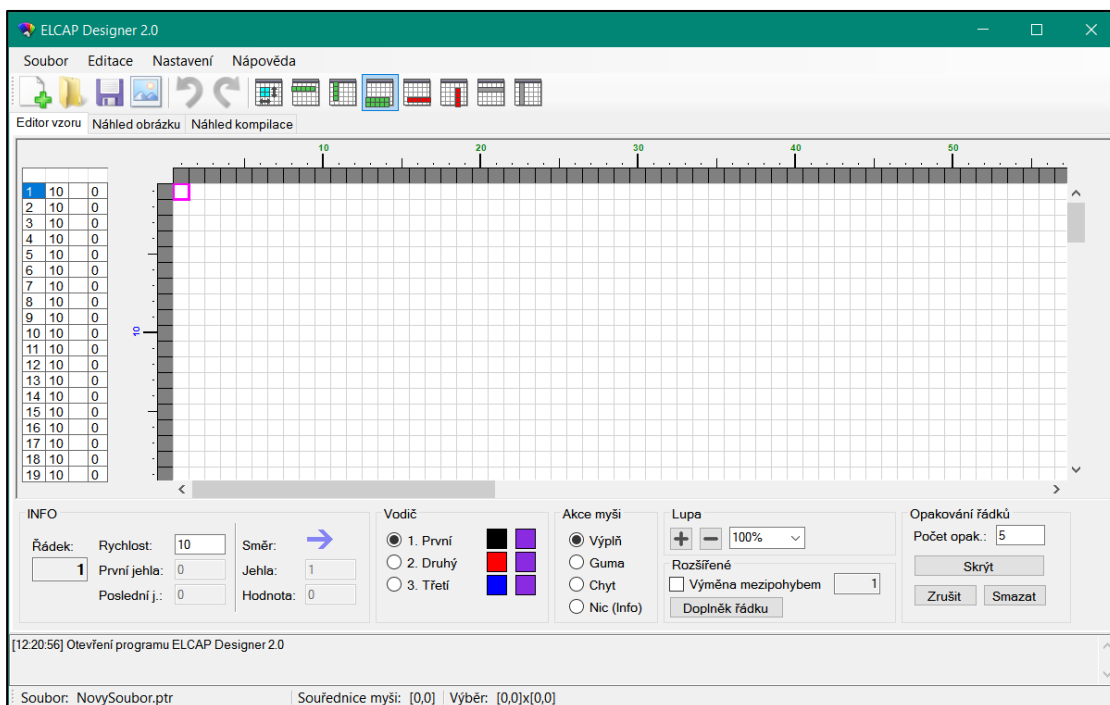 ELCAP Designer 2.0
Soubor Editace Nastavení Nápověda
Editor vzoru Náhled obrázku Náhled kompilace
10 20 30 40 50
1 10 0
2 10 0
3 10 0
4 10 0
5 10 0
6 10 0
7 10 0
8 10 0
9 10 0
10 10 0
10
11 10 0
12 10 0
13 10 0
14 10 0
15 10 0
16 10 0
17 10 0
18 10 0
19 10 0
INFO
Řádek:
1
Rychlost: 10
První jehla: 0
Poslední j.: 0
Směr:
Jehla: 1
Hodnota: 0
Vodič
1. První
2. Druhý
3. Třetí
Akce myši
Výplň
Guma
Chyt
Nic (Info)
Lupa
100%
Rozšířené
Výměna mezipohybem 1
Doplněk řádku
Opakování řádků
Počet opak.: 5
Skrýt
Zrušit Smazat
[12:20:56] Otevření programu ELCAP Designer 2.0
Soubor: NovySoubor.ptr Souřednice myši: [0,0] Výběr: [0,0]x[0,0]